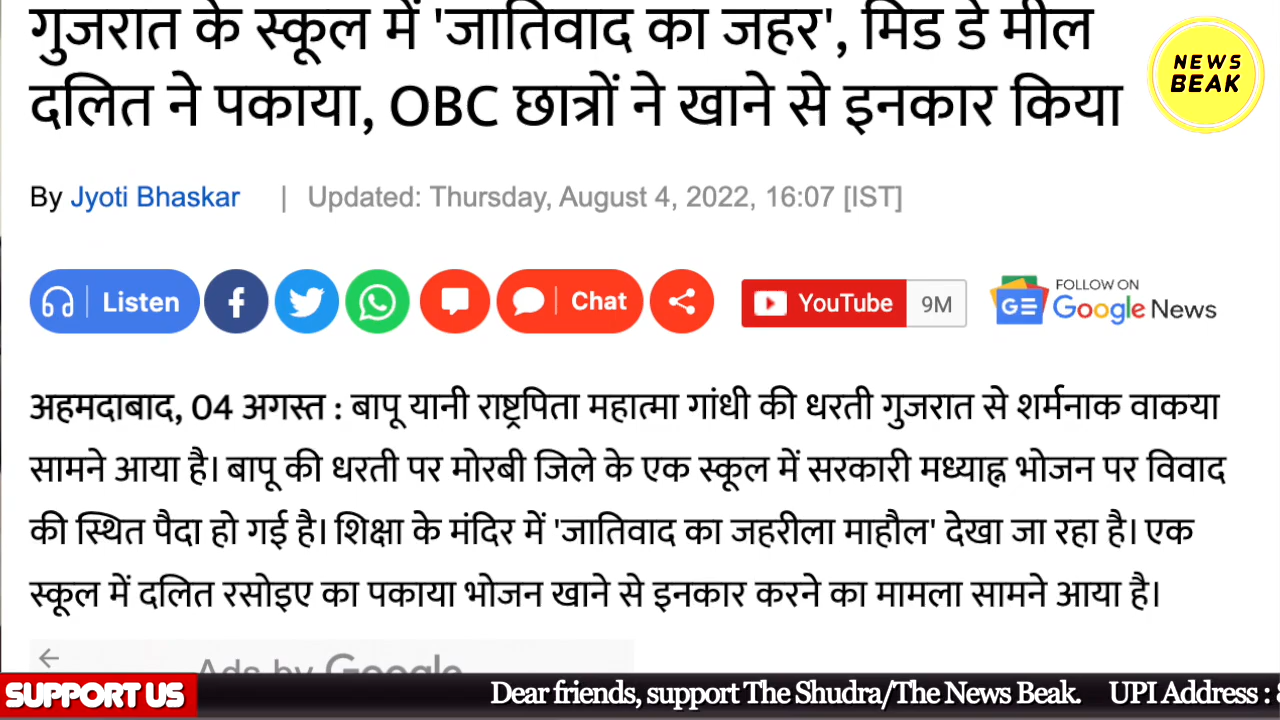 गुजरात के स्कूल में 'जातिवाद का जहर', मिड डे मील
दलित ने पकाया, OBC छात्रों ने खाने से इनकार किया
NEWS
BEAK
By Jyoti Bhaskar | Updated: Thursday, August 4, 2022, 16:07 [IST]
Listen
Chat
YouTube 9M
FOLLOW ON
GE Google News
अहमदाबाद, 04 अगस्त : बापू यानी राष्ट्रपिता महात्मा गांधी की धरती गुजरात से शर्मनाक वाकया
सामने आया है। बापू की धरती पर मोरबी जिले के एक स्कूल में सरकारी मध्याह्न भोजन पर विवाद
की स्थित पैदा हो गई है। शिक्षा के मंदिर में 'जातिवाद का जहरीला माहौल' देखा जा रहा है। एक
स्कूल में दलित रसोइए का पकाया भोजन खाने से इनकार करने का मामला सामने आया है।
Ads by Google
SUPPORT US Dear friends, support The Shudra/The News Beak. UPI Address :